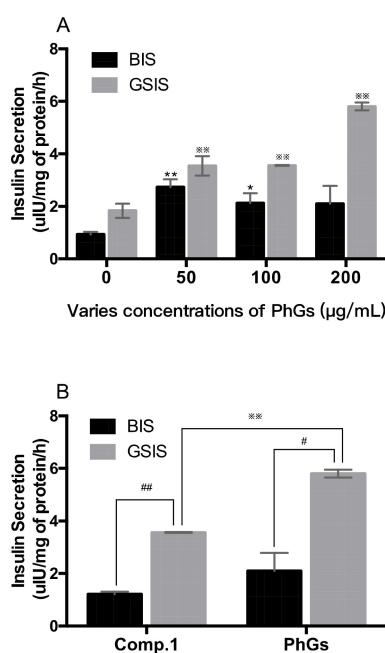 A
BIS
GSIS
Insulin Secretion
(uIU/mg of protein/h)
8
6
4
2
0
**
※※
*
※※
※※
0 50 100 200
Varies concentrations of PhGs (μg/mL)
B
BIS
GSIS
Insulin Secretion
(uIU/mg of protein/h)
8
6
4
2
0
※※
##
#
Comp.1 PhGs